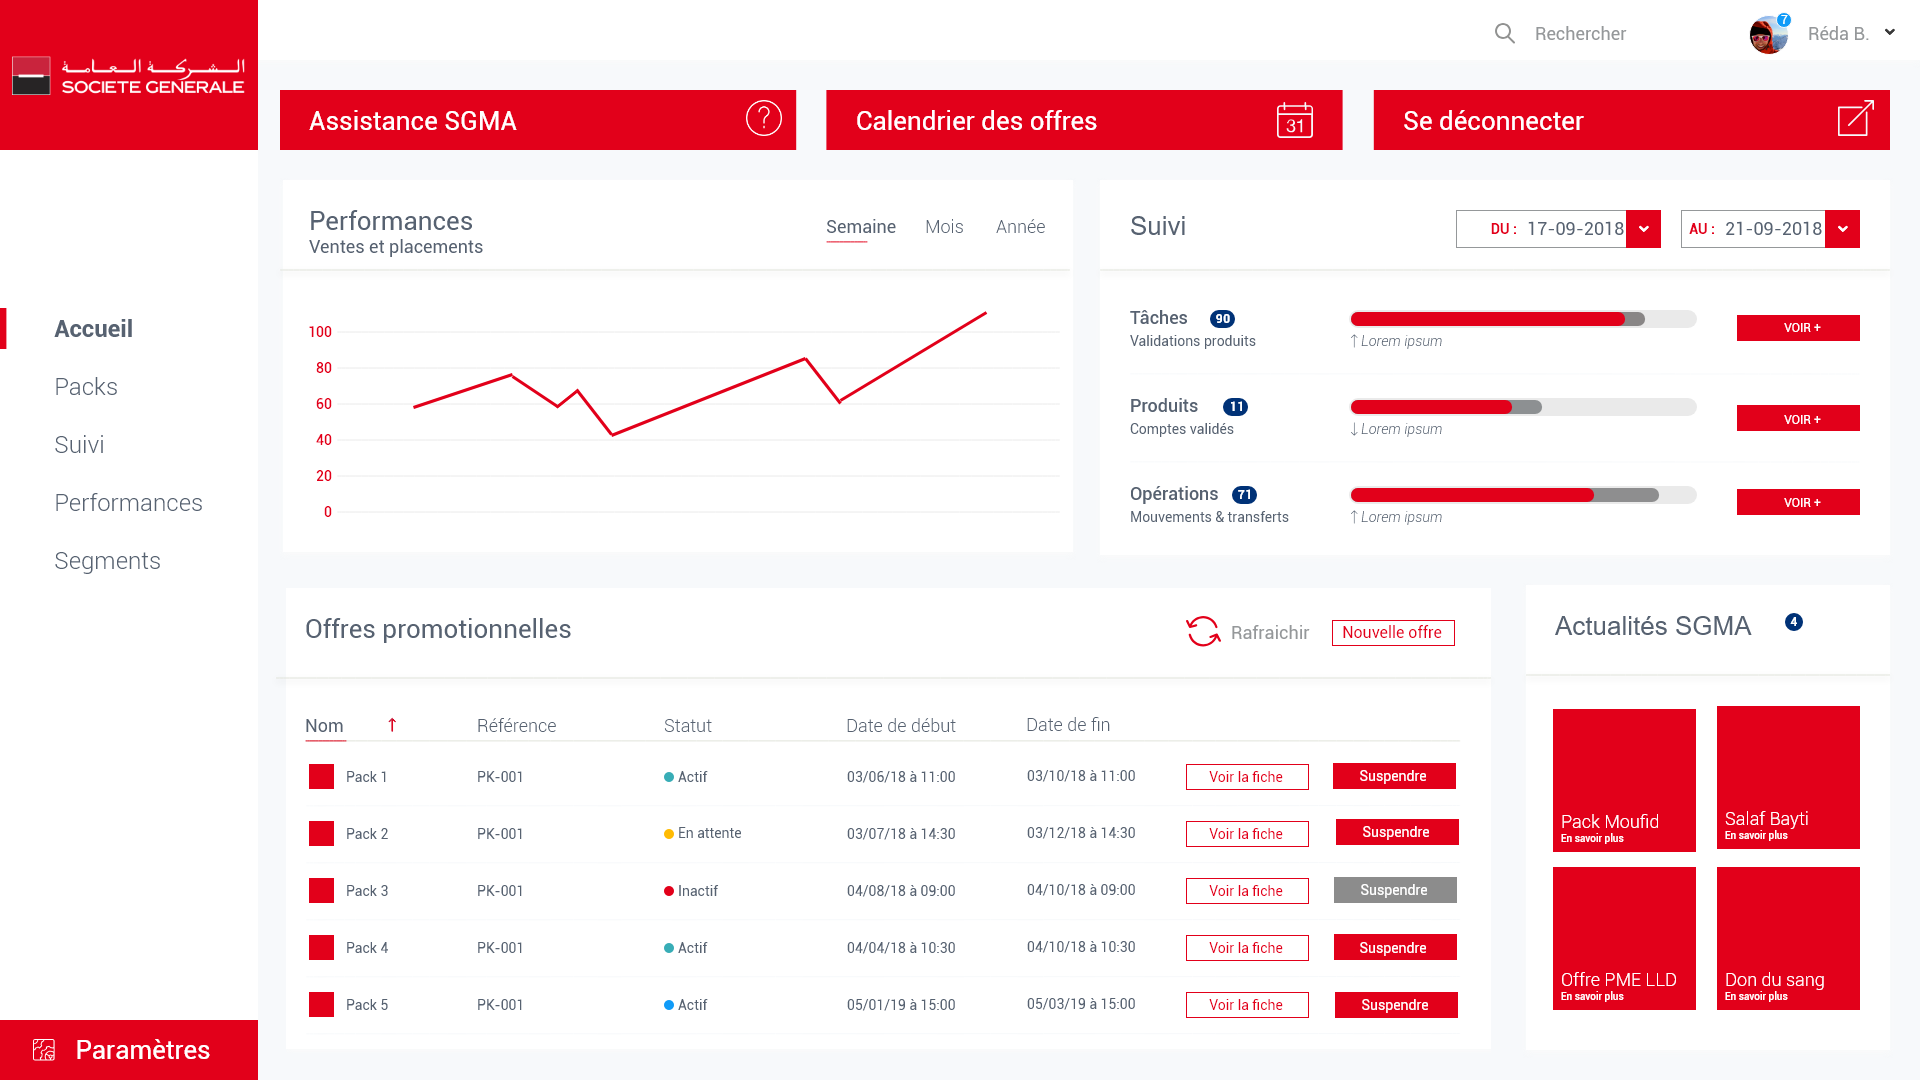 الشركة العامة
SOCIETE GENERALE
Rechercher
7
Réda B.
Assistance SGMA
?
Calendrier des offres
31
Se déconnecter
Accueil
Packs
Suivi
Performances
Segments
Paramètres
Performances
Ventes et placements
Semaine Mois Année
100
80
60
40
20
0
Suivi
DU : 17-09-2018
AU : 21-09-2018
Tâches 90
Validations produits
↑ Lorem ipsum
VOIR +
Produits 11
Comptes validés
↓ Lorem ipsum
VOIR +
Opérations 71
Mouvements & transferts
↑ Lorem ipsum
VOIR +
Offres promotionnelles
Rafraichir
Nouvelle offre
Nom ↑ Référence Statut Date de début Date de fin
Pack 1 PK-001 Actif 03/06/18 à 11:00 03/10/18 à 11:00 Voir la fiche Suspendre
Pack 2 PK-001 En attente 03/07/18 à 14:30 03/12/18 à 14:30 Voir la fiche Suspendre
Pack 3 PK-001 Inactif 04/08/18 à 09:00 04/10/18 à 09:00 Voir la fiche Suspendre
Pack 4 PK-001 Actif 04/04/18 à 10:30 04/10/18 à 10:30 Voir la fiche Suspendre
Pack 5 PK-001 Actif 05/01/19 à 15:00 05/03/19 à 15:00 Voir la fiche Suspendre
Actualités SGMA 4
Pack Moufid
En savoir plus
Salaf Bayti
En savoir plus
Offre PME LLD
En savoir plus
Don du sang
En savoir plus